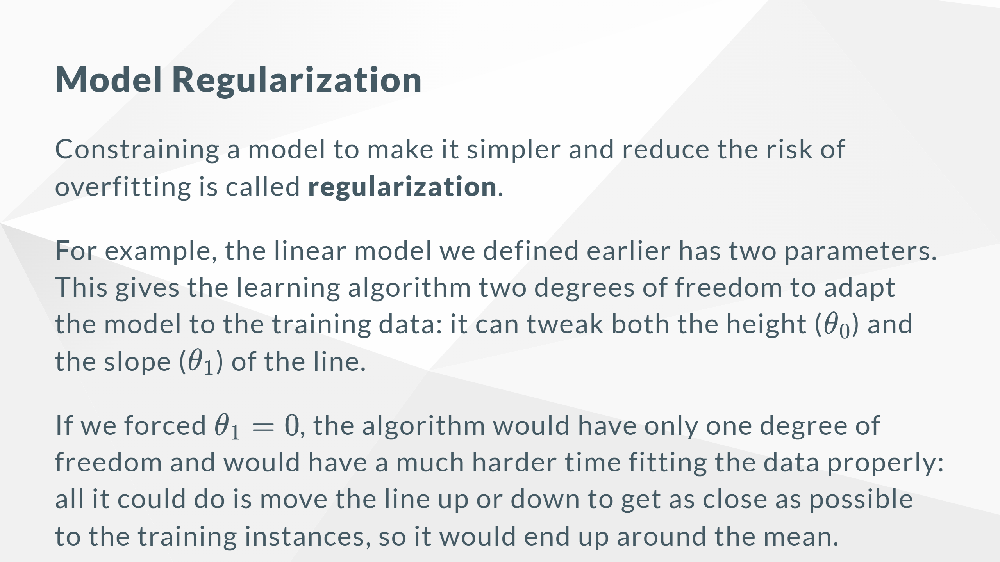 Model Regularization
Constraining a model to make it simpler and reduce the risk of
overfitting is called regularization.
For example, the linear model we defined earlier has two parameters.
This gives the learning algorithm two degrees of freedom to adapt
the model to the training data: it can tweak both the height (θ₀) and
the slope (θ₁) of the line.
If we forced θ₁ = 0, the algorithm would have only one degree of
freedom and would have a much harder time fitting the data properly:
all it could do is move the line up or down to get as close as possible
to the training instances, so it would end up around the mean.